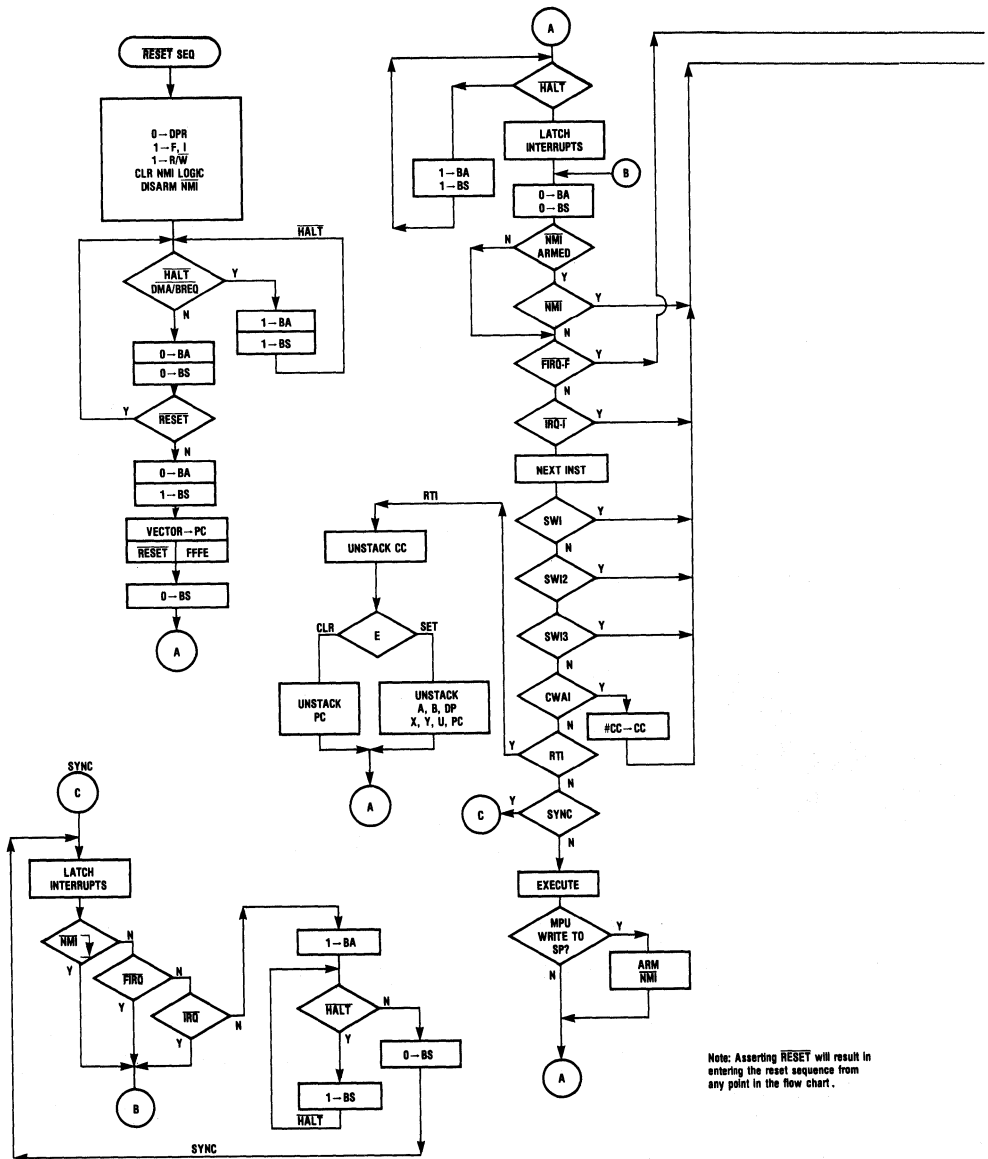 RESET SEQ
0→DPR
1→F, I
1→R/W
CLR NMI LOGIC
DISARM NMI
HALT
HALT
DMA/BREQ
Y
N
1→BA
1→BS
0→BA
0→BS
Y
RESET
N
0→BA
1→BS
VECTOR→PC
RESET FFFE
0→BS
A
A
HALT
LATCH
INTERRUPTS
1→BA
1→BS
B
0→BA
0→BS
N
NMI
ARMED
Y
NMI
Y
N
FIRQ·F
Y
N
IRQ·I
Y
NEXT INST
SWI
Y
N
SWI2
Y
N
SWI3
Y
N
CWAI
Y
#CC→CC
N
Y
RTI
N
C
Y
SYNC
N
EXECUTE
MPU
WRITE TO
SP?
Y
N
ARM
NMI
A
RTI
UNSTACK CC
CLR
E
SET
UNSTACK
PC
UNSTACK
A, B, DP
X, Y, U, PC
A
SYNC
C
LATCH
INTERRUPTS
NMI
N
Y
FIRQ
N
Y
IRQ
N
Y
B
1→BA
HALT
N
Y
0→BS
1→BS
HALT
SYNC
Note: Asserting RESET will result in
entering the reset sequence from
any point in the flow chart.